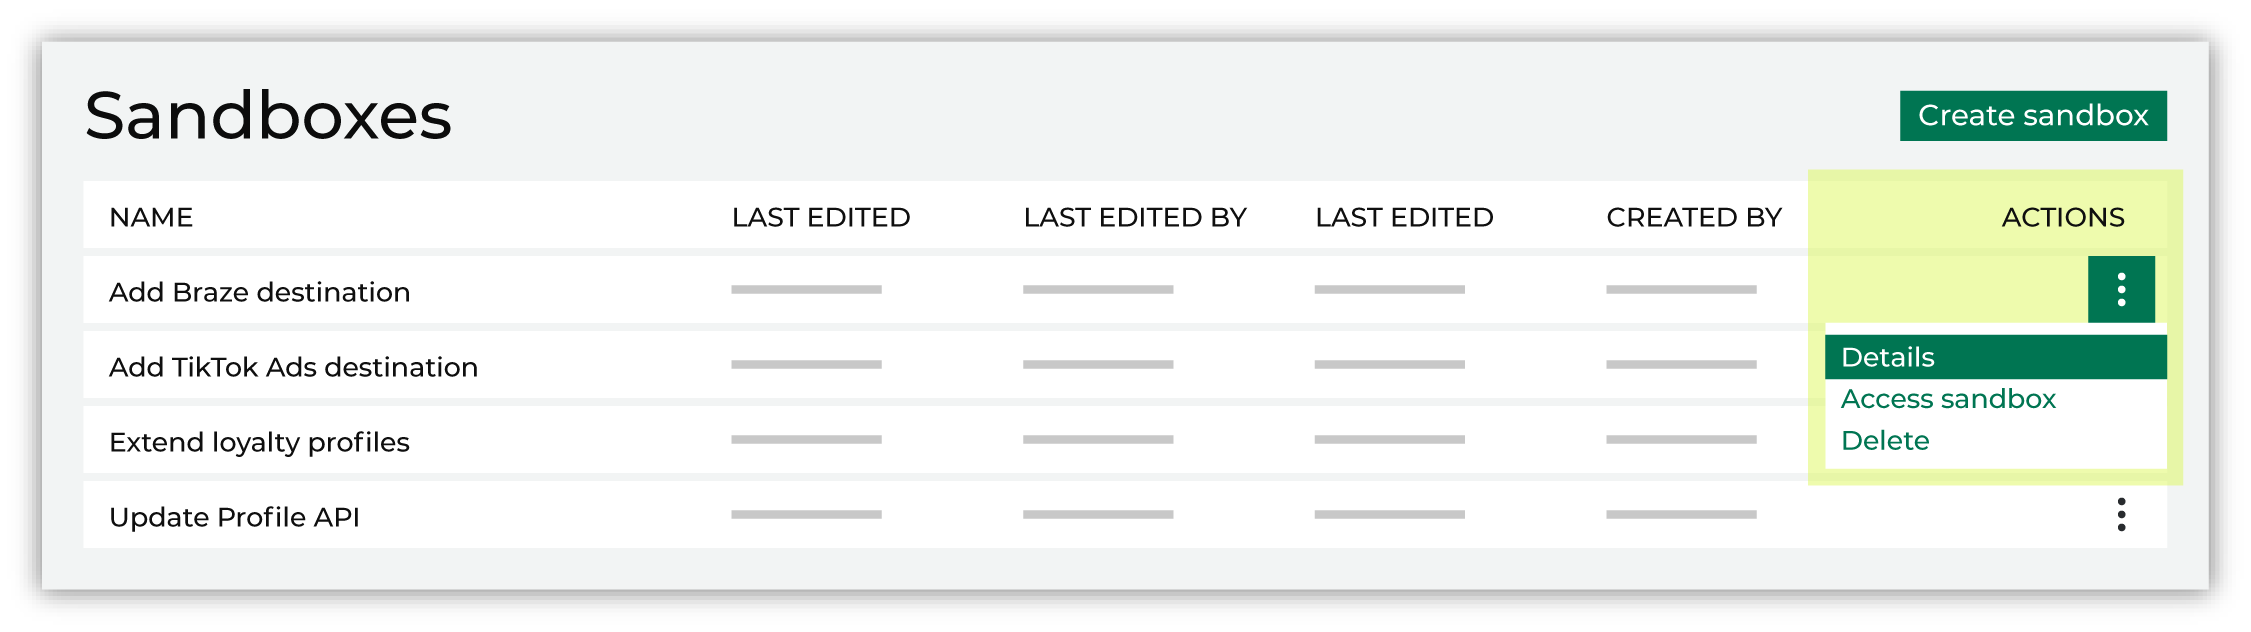 Sandboxes
Create sandbox
NAME LAST EDITED LAST EDITED BY LAST EDITED CREATED BY ACTIONS
Add Braze destination
Add TikTok Ads destination
Details
Access sandbox
Extend loyalty profiles
Delete
Update Profile API